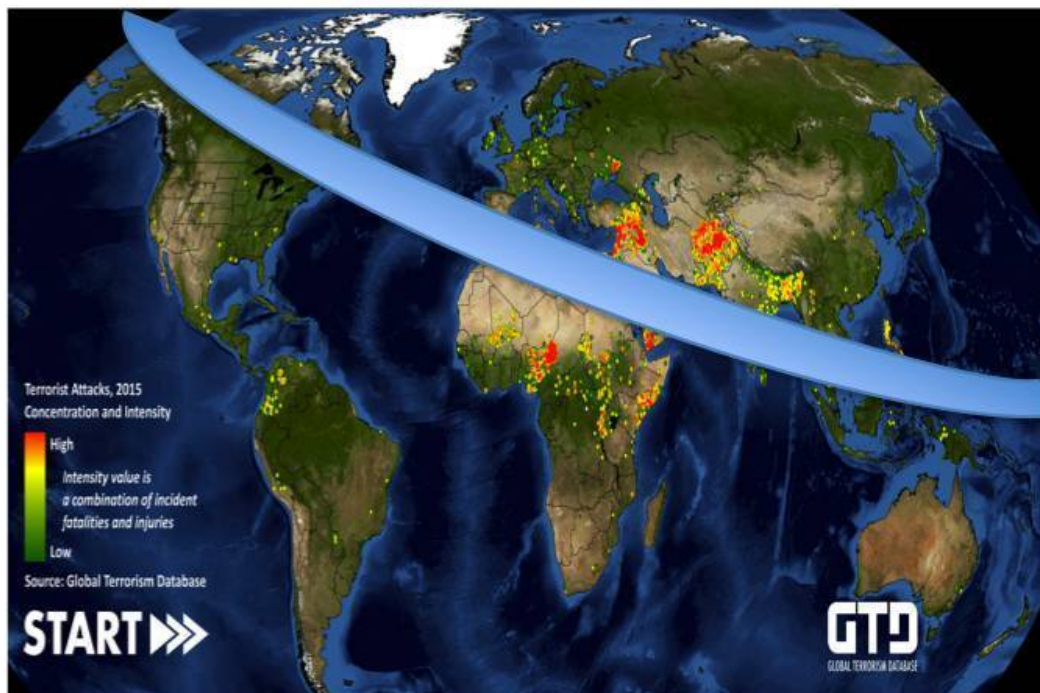 Terrorist Attacks, 2015
Concentration and Intensity
High
Intensity value is
a combination of incident
fatalities and injuries
Low
Source: Global Terrorism Database
START
GTD
GLOBAL TERRORISM DATABASE